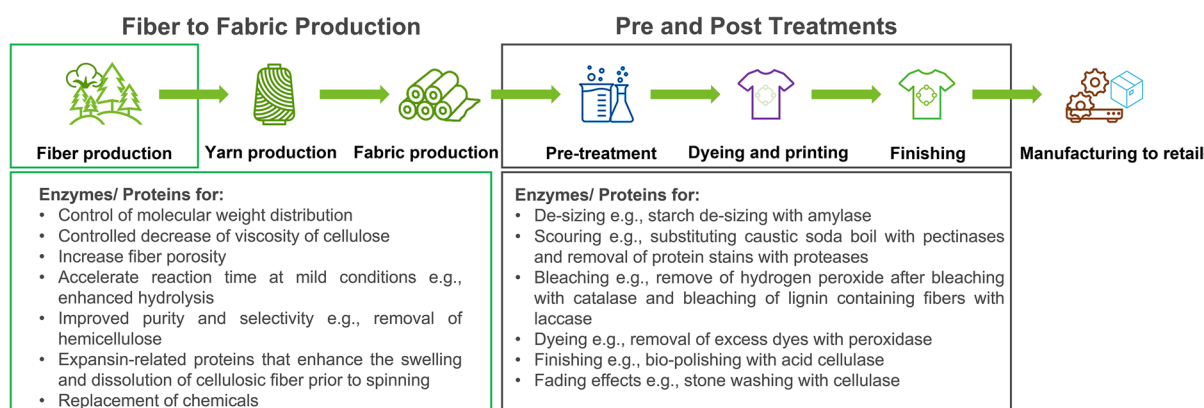 Fiber to Fabric Production
Pre and Post Treatments
Fiber production
Yarn production
Fabric production
Pre-treatment
Dyeing and printing
Finishing
Manufacturing to retail
Enzymes/ Proteins for:
• Control of molecular weight distribution
• Controlled decrease of viscosity of cellulose
• Increase fiber porosity
• Accelerate reaction time at mild conditions e.g.,
enhanced hydrolysis
• Improved purity and selectivity e.g., removal of
hemicellulose
• Expansin-related proteins that enhance the swelling
and dissolution of cellulosic fiber prior to spinning
• Replacement of chemicals
Enzymes/ Proteins for:
• De-sizing e.g., starch de-sizing with amylase
• Scouring e.g., substituting caustic soda boil with pectinases
and removal of protein stains with proteases
• Bleaching e.g., remove of hydrogen peroxide after bleaching
with catalase and bleaching of lignin containing fibers with
laccase
• Dyeing e.g., removal of excess dyes with peroxidase
• Finishing e.g., bio-polishing with acid cellulase
• Fading effects e.g., stone washing with cellulase